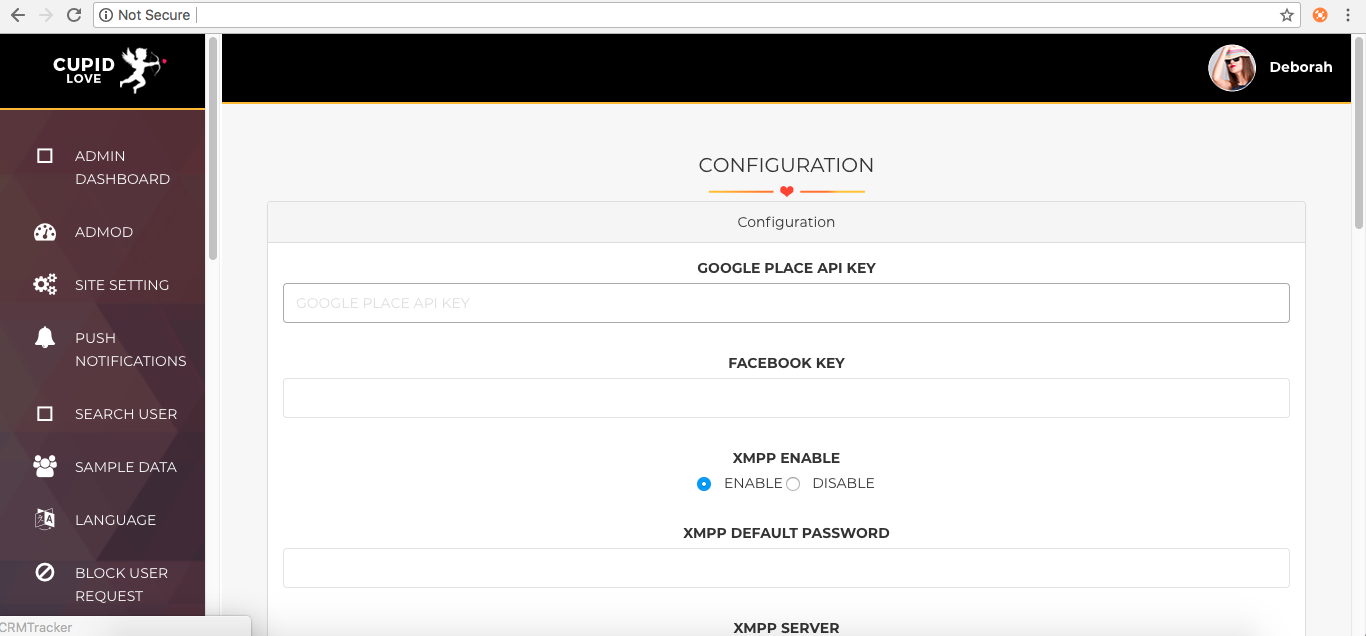 Not Secure
CUPID
LOVE
Deborah
ADMIN
DASHBOARD
ADMOD
SITE SETTING
PUSH
NOTIFICATIONS
SEARCH USER
SAMPLE DATA
LANGUAGE
BLOCK USER
REQUEST
CRMTracker
CONFIGURATION
Configuration
GOOGLE PLACE API KEY
GOOGLE PLACE API KEY
FACEBOOK KEY
XMPP ENABLE
ENABLE DISABLE
XMPP DEFAULT PASSWORD
XMPP SERVER